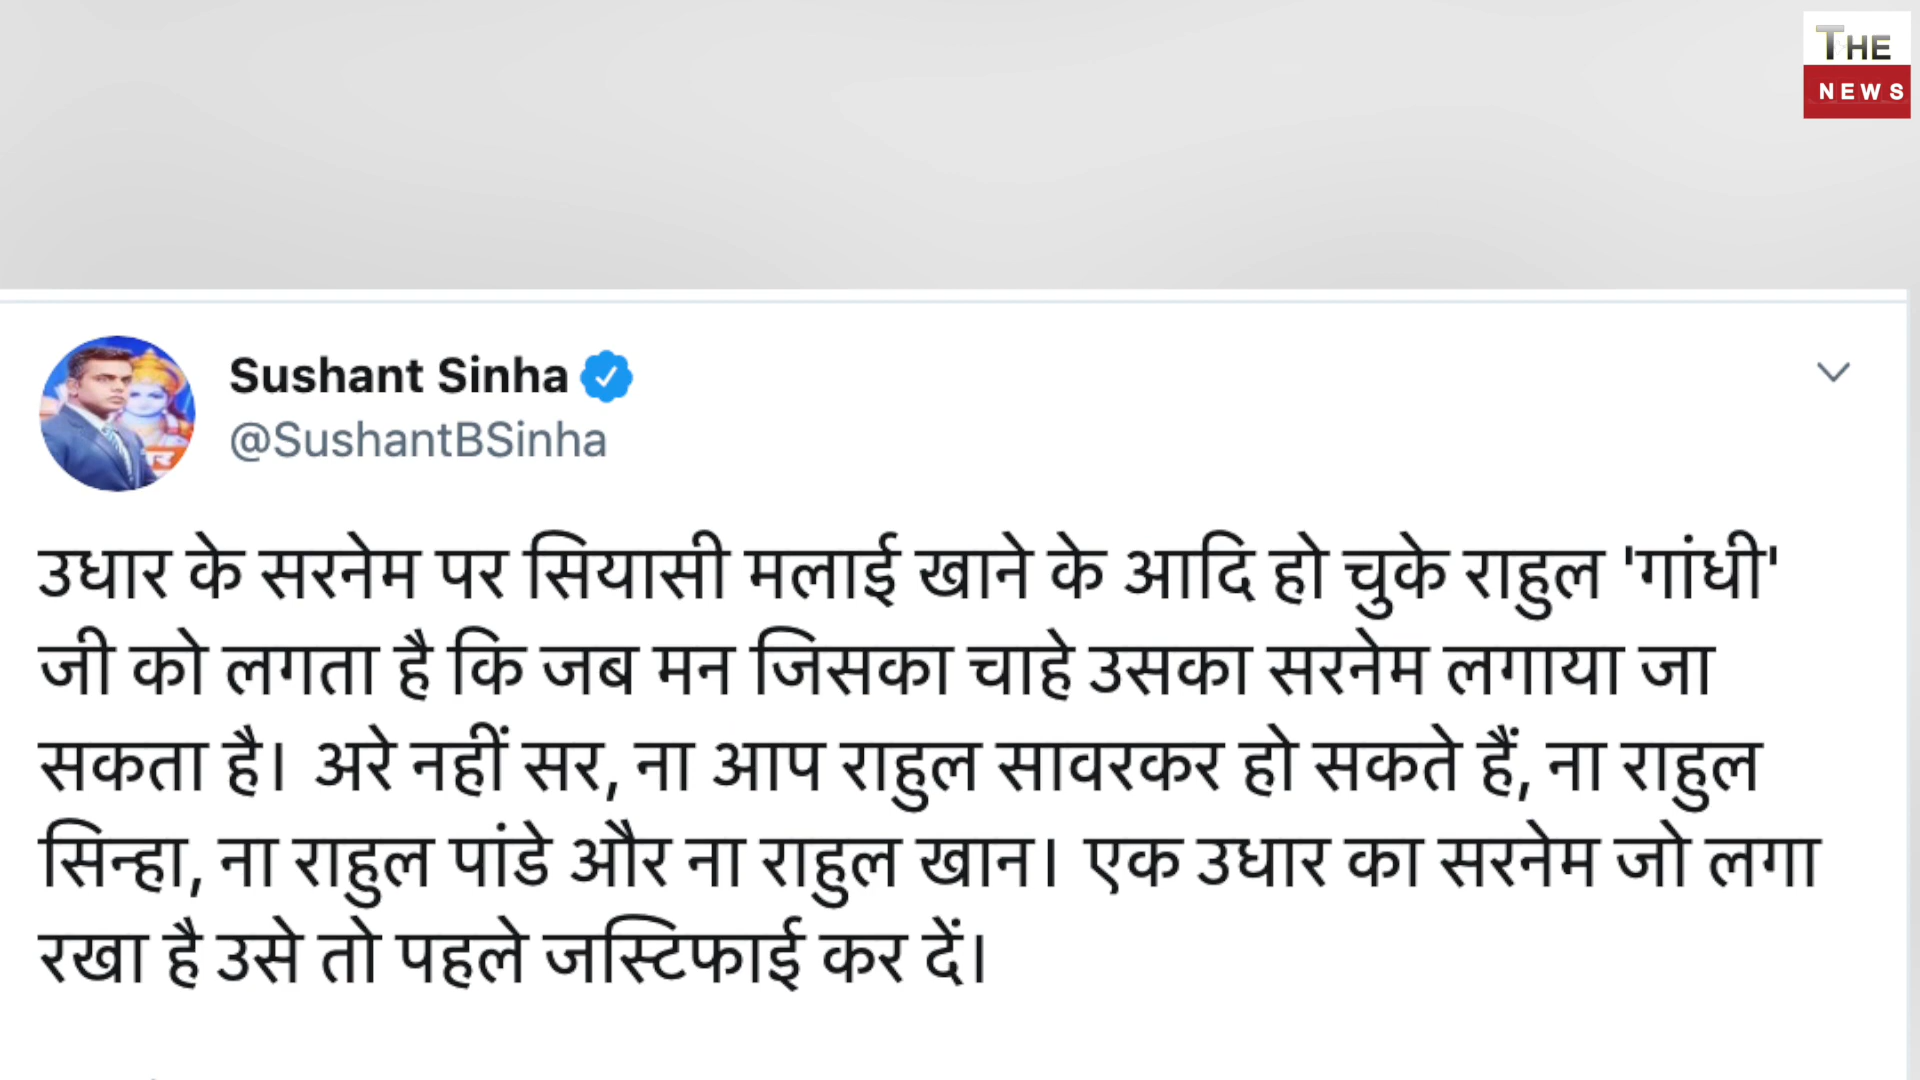 THE
NEWS
Sushant Sinha
@SushantBSinha
उधार के सरनेम पर सियासी मलाई खाने के आदि हो चुके राहुल 'गांधी'
जी को लगता है कि जब मन जिसका चाहे उसका सरनेम लगाया जा
सकता है। अरे नहीं सर, ना आप राहुल सावरकर हो सकते हैं, ना राहुल
सिन्हा, ना राहुल पांडे और ना राहुल खान। एक उधार का सरनेम जो लगा
रखा है उसे तो पहले जस्टिफाई कर दें।